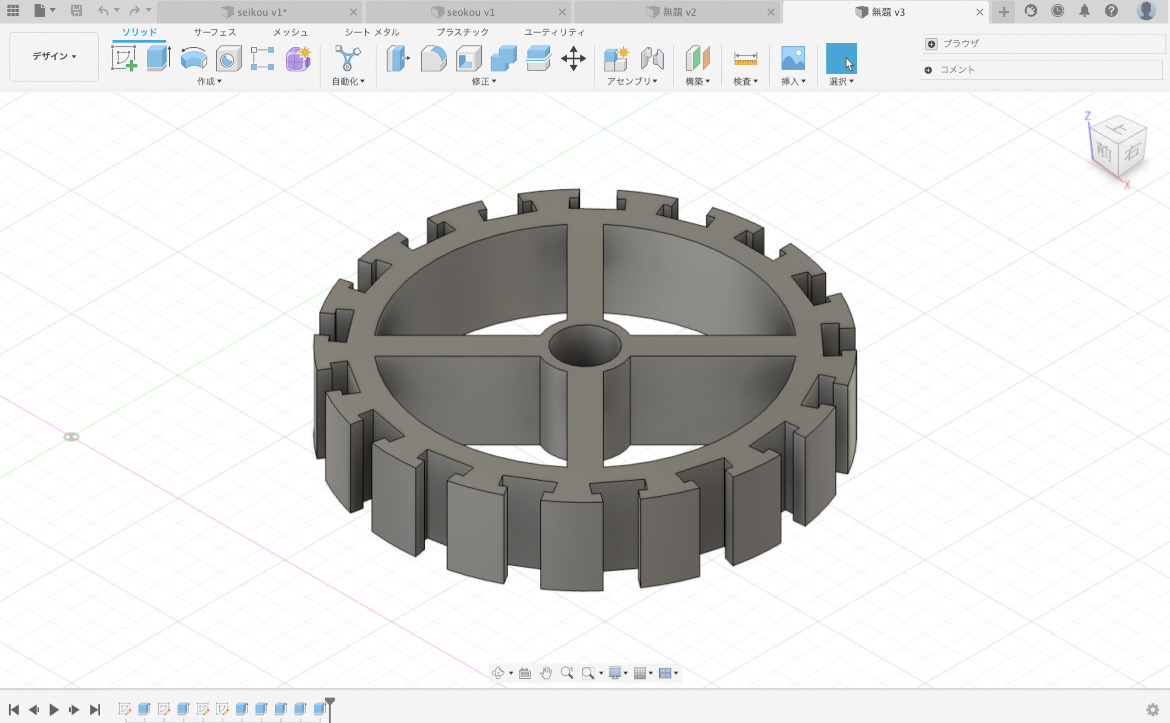 seikou v1*
seokou v1
無題 v2
無題 v3
デザイン
ソリッド
サーフェス
メッシュ
シート メタル
プラスチック
ユーティリティ
作成
自動化
修正
アセンブリ
構築
検査
挿入
選択
ブラウザ
コメント
Z
上
前
右
X